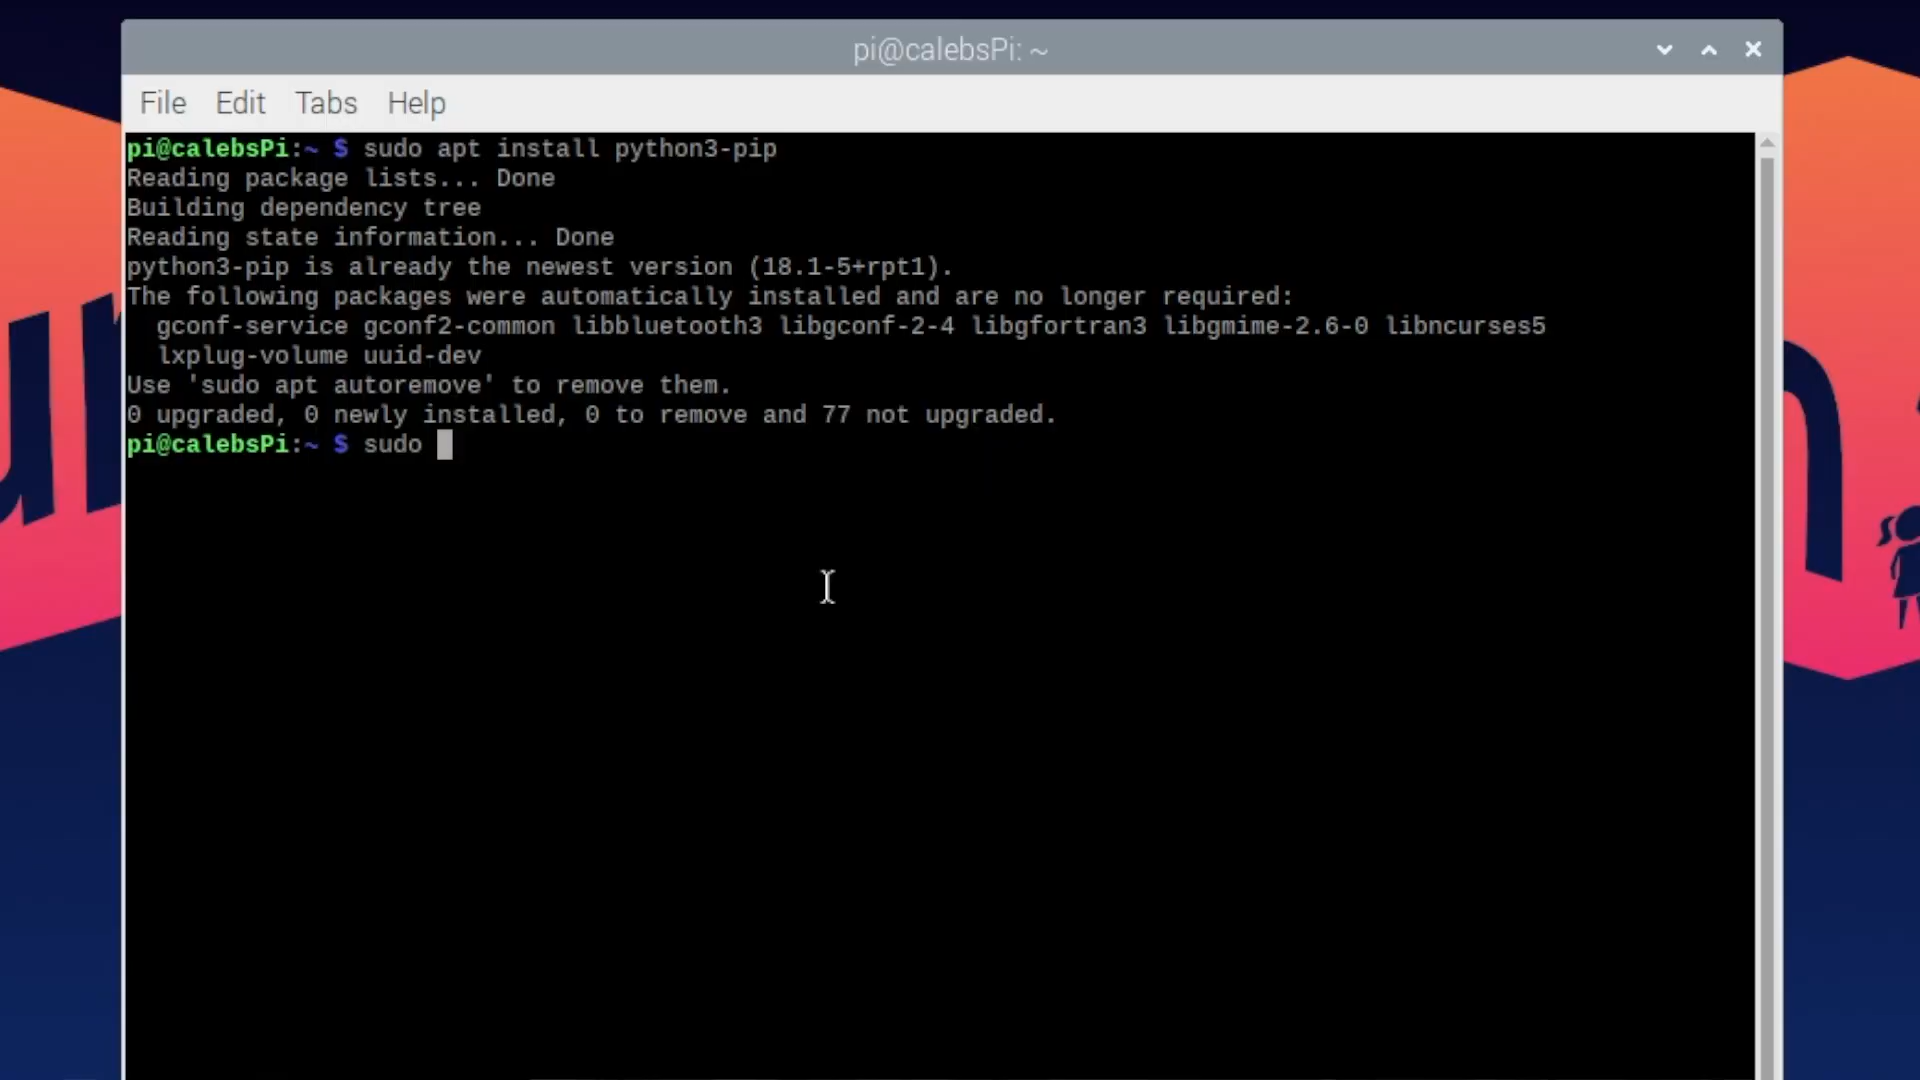 pi@calebsPi: ~
File Edit Tabs Help
pi@calebsPi:~ $ sudo apt install python3-pip
Reading package lists... Done
Building dependency tree
Reading state information... Done
python3-pip is already the newest version (18.1-5+rpt1).
The following packages were automatically installed and are no longer required:
  gconf-service gconf2-common libbluetooth3 libgconf-2-4 libgfortran3 libgmime-2.6-0 libncurses5
  lxplug-volume uuid-dev
Use 'sudo apt autoremove' to remove them.
0 upgraded, 0 newly installed, 0 to remove and 77 not upgraded.
pi@calebsPi:~ $ sudo